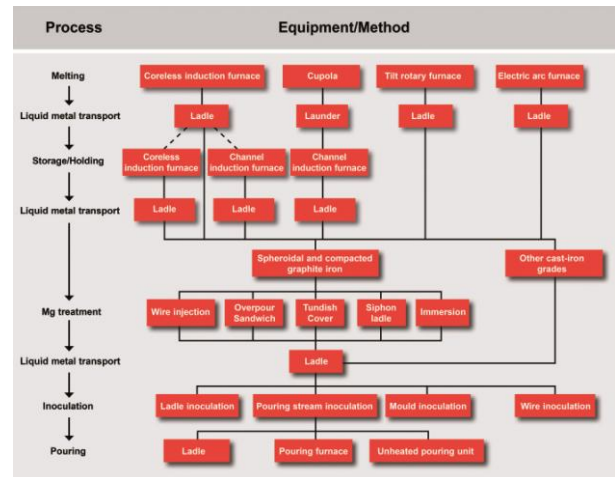 Process
Equipment/Method
Melting
Coreless induction furnace
Cupola
Tilt rotary furnace
Electric arc furnace
Liquid metal transport
Ladle
Launder
Ladle
Ladle
Storage/Holding
Coreless
induction furnace
Channel
induction furnace
Channel
induction furnace
Liquid metal transport
Ladle
Ladle
Ladle
Spheroidal and compacted
graphite iron
Other cast-iron
grades
Mg treatment
Wire injection
Overpour
Sandwich
Tundish
Cover
Siphon
ladle
Immersion
Liquid metal transport
Ladle
Inoculation
Ladle inoculation
Pouring stream inoculation
Mould inoculation
Wire inoculation
Pouring
Ladle
Pouring furnace
Unheated pouring unit